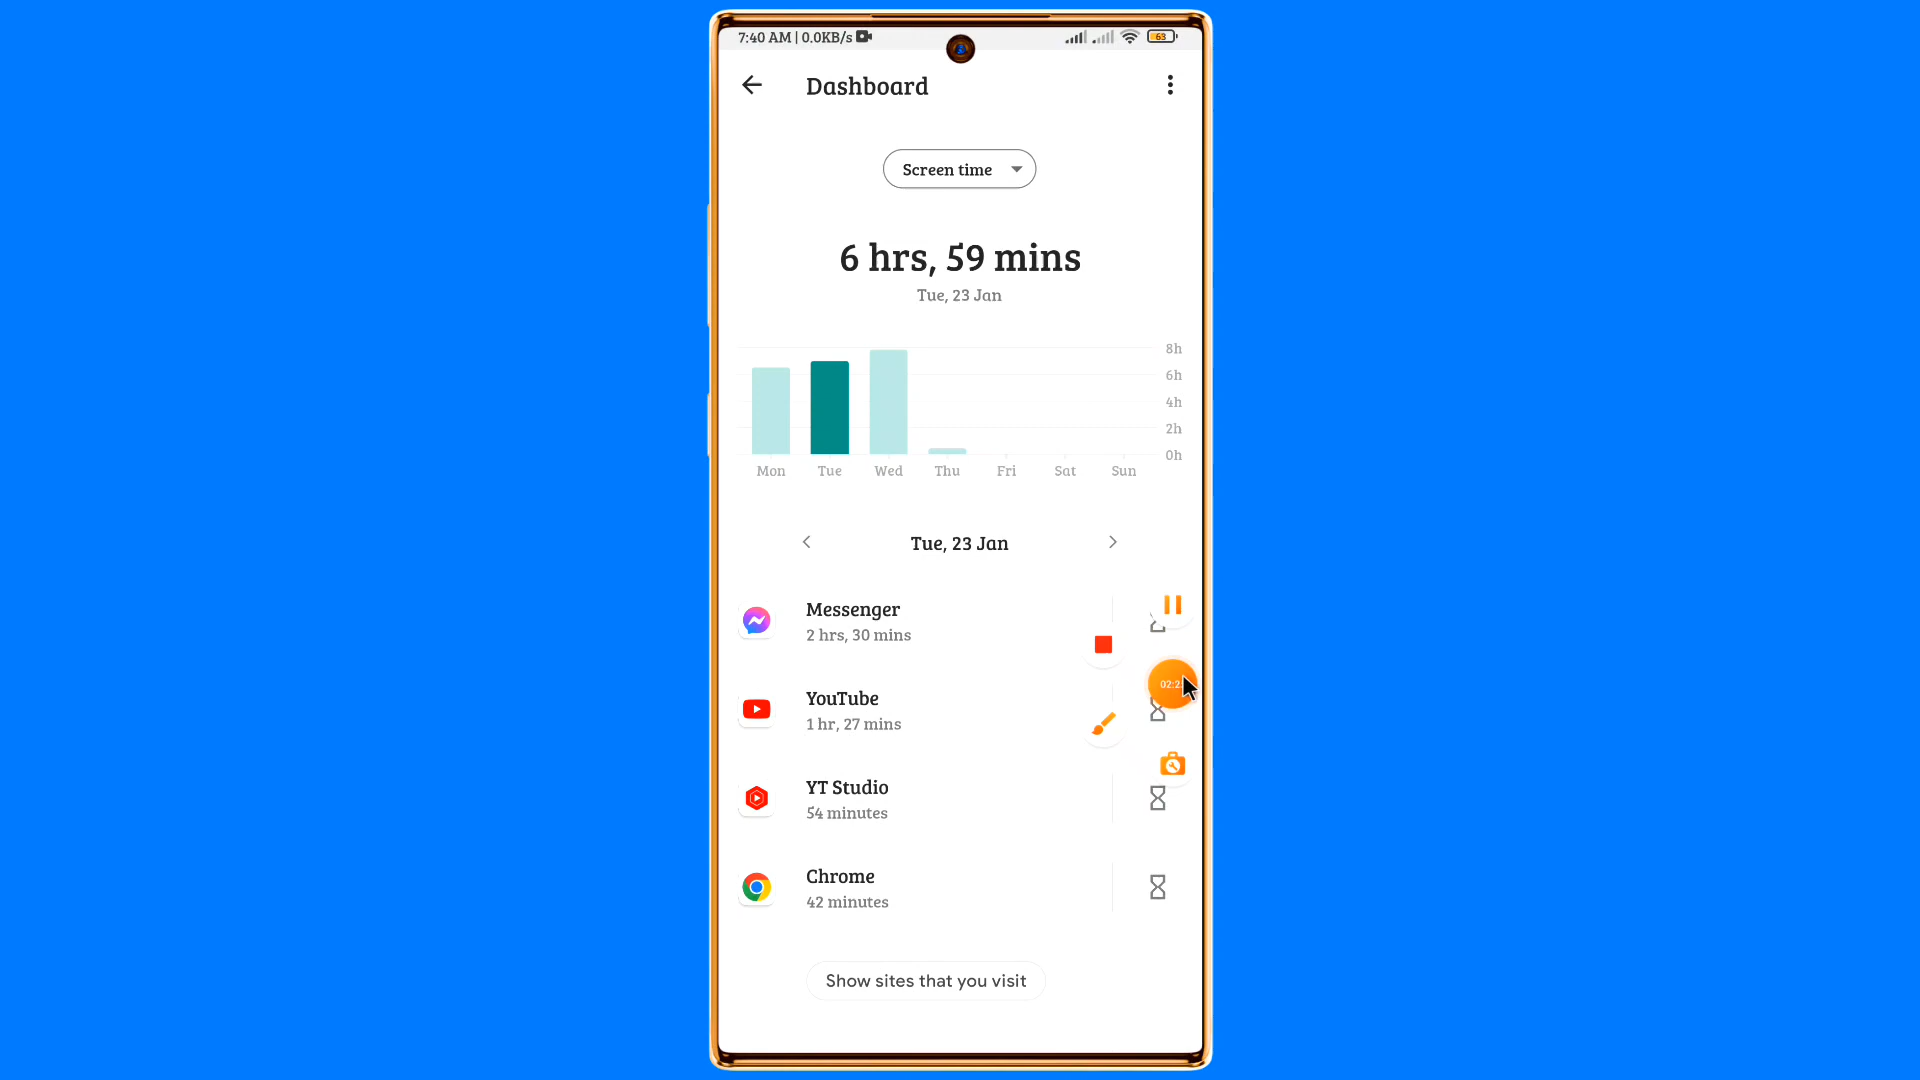 7:40 AM | 0.0KB/s
63
Dashboard
Screen time
6 hrs, 59 mins
Tue, 23 Jan
8h
6h
4h
2h
0h
Mon Tue Wed Thu Fri Sat Sun
Tue, 23 Jan
Messenger
2 hrs, 30 mins
YouTube
1 hr, 27 mins
YT Studio
54 minutes
Chrome
42 minutes
Show sites that you visit